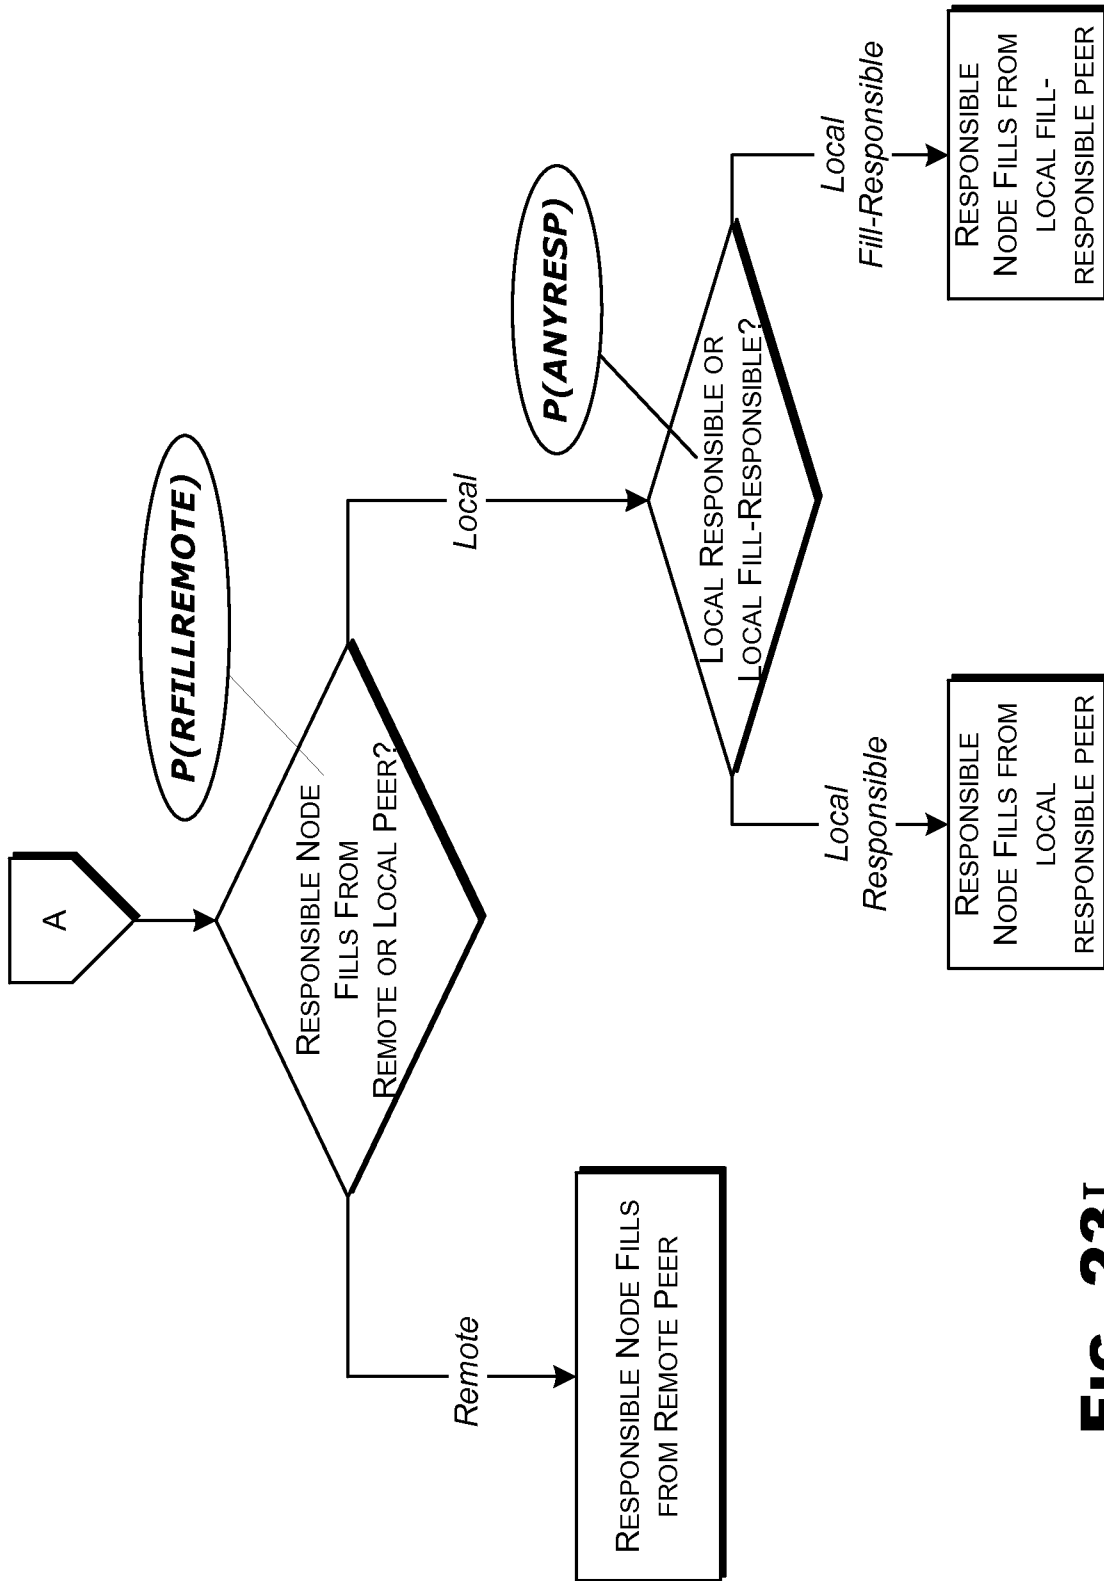 A
P(RFILLREMOTE)
RESPONSIBLE NODE
FILLS FROM
REMOTE OR LOCAL PEER?
Remote
Local
P(ANYRESP)
RESPONSIBLE NODE FILLS
FROM REMOTE PEER
LOCAL RESPONSIBLE OR
LOCAL FILL-RESPONSIBLE?
Local
Responsible
Local
Fill-Responsible
RESPONSIBLE
NODE FILLS FROM
LOCAL
RESPONSIBLE PEER
RESPONSIBLE
NODE FILLS FROM
LOCAL FILL-
RESPONSIBLE PEER
FIG. 23I